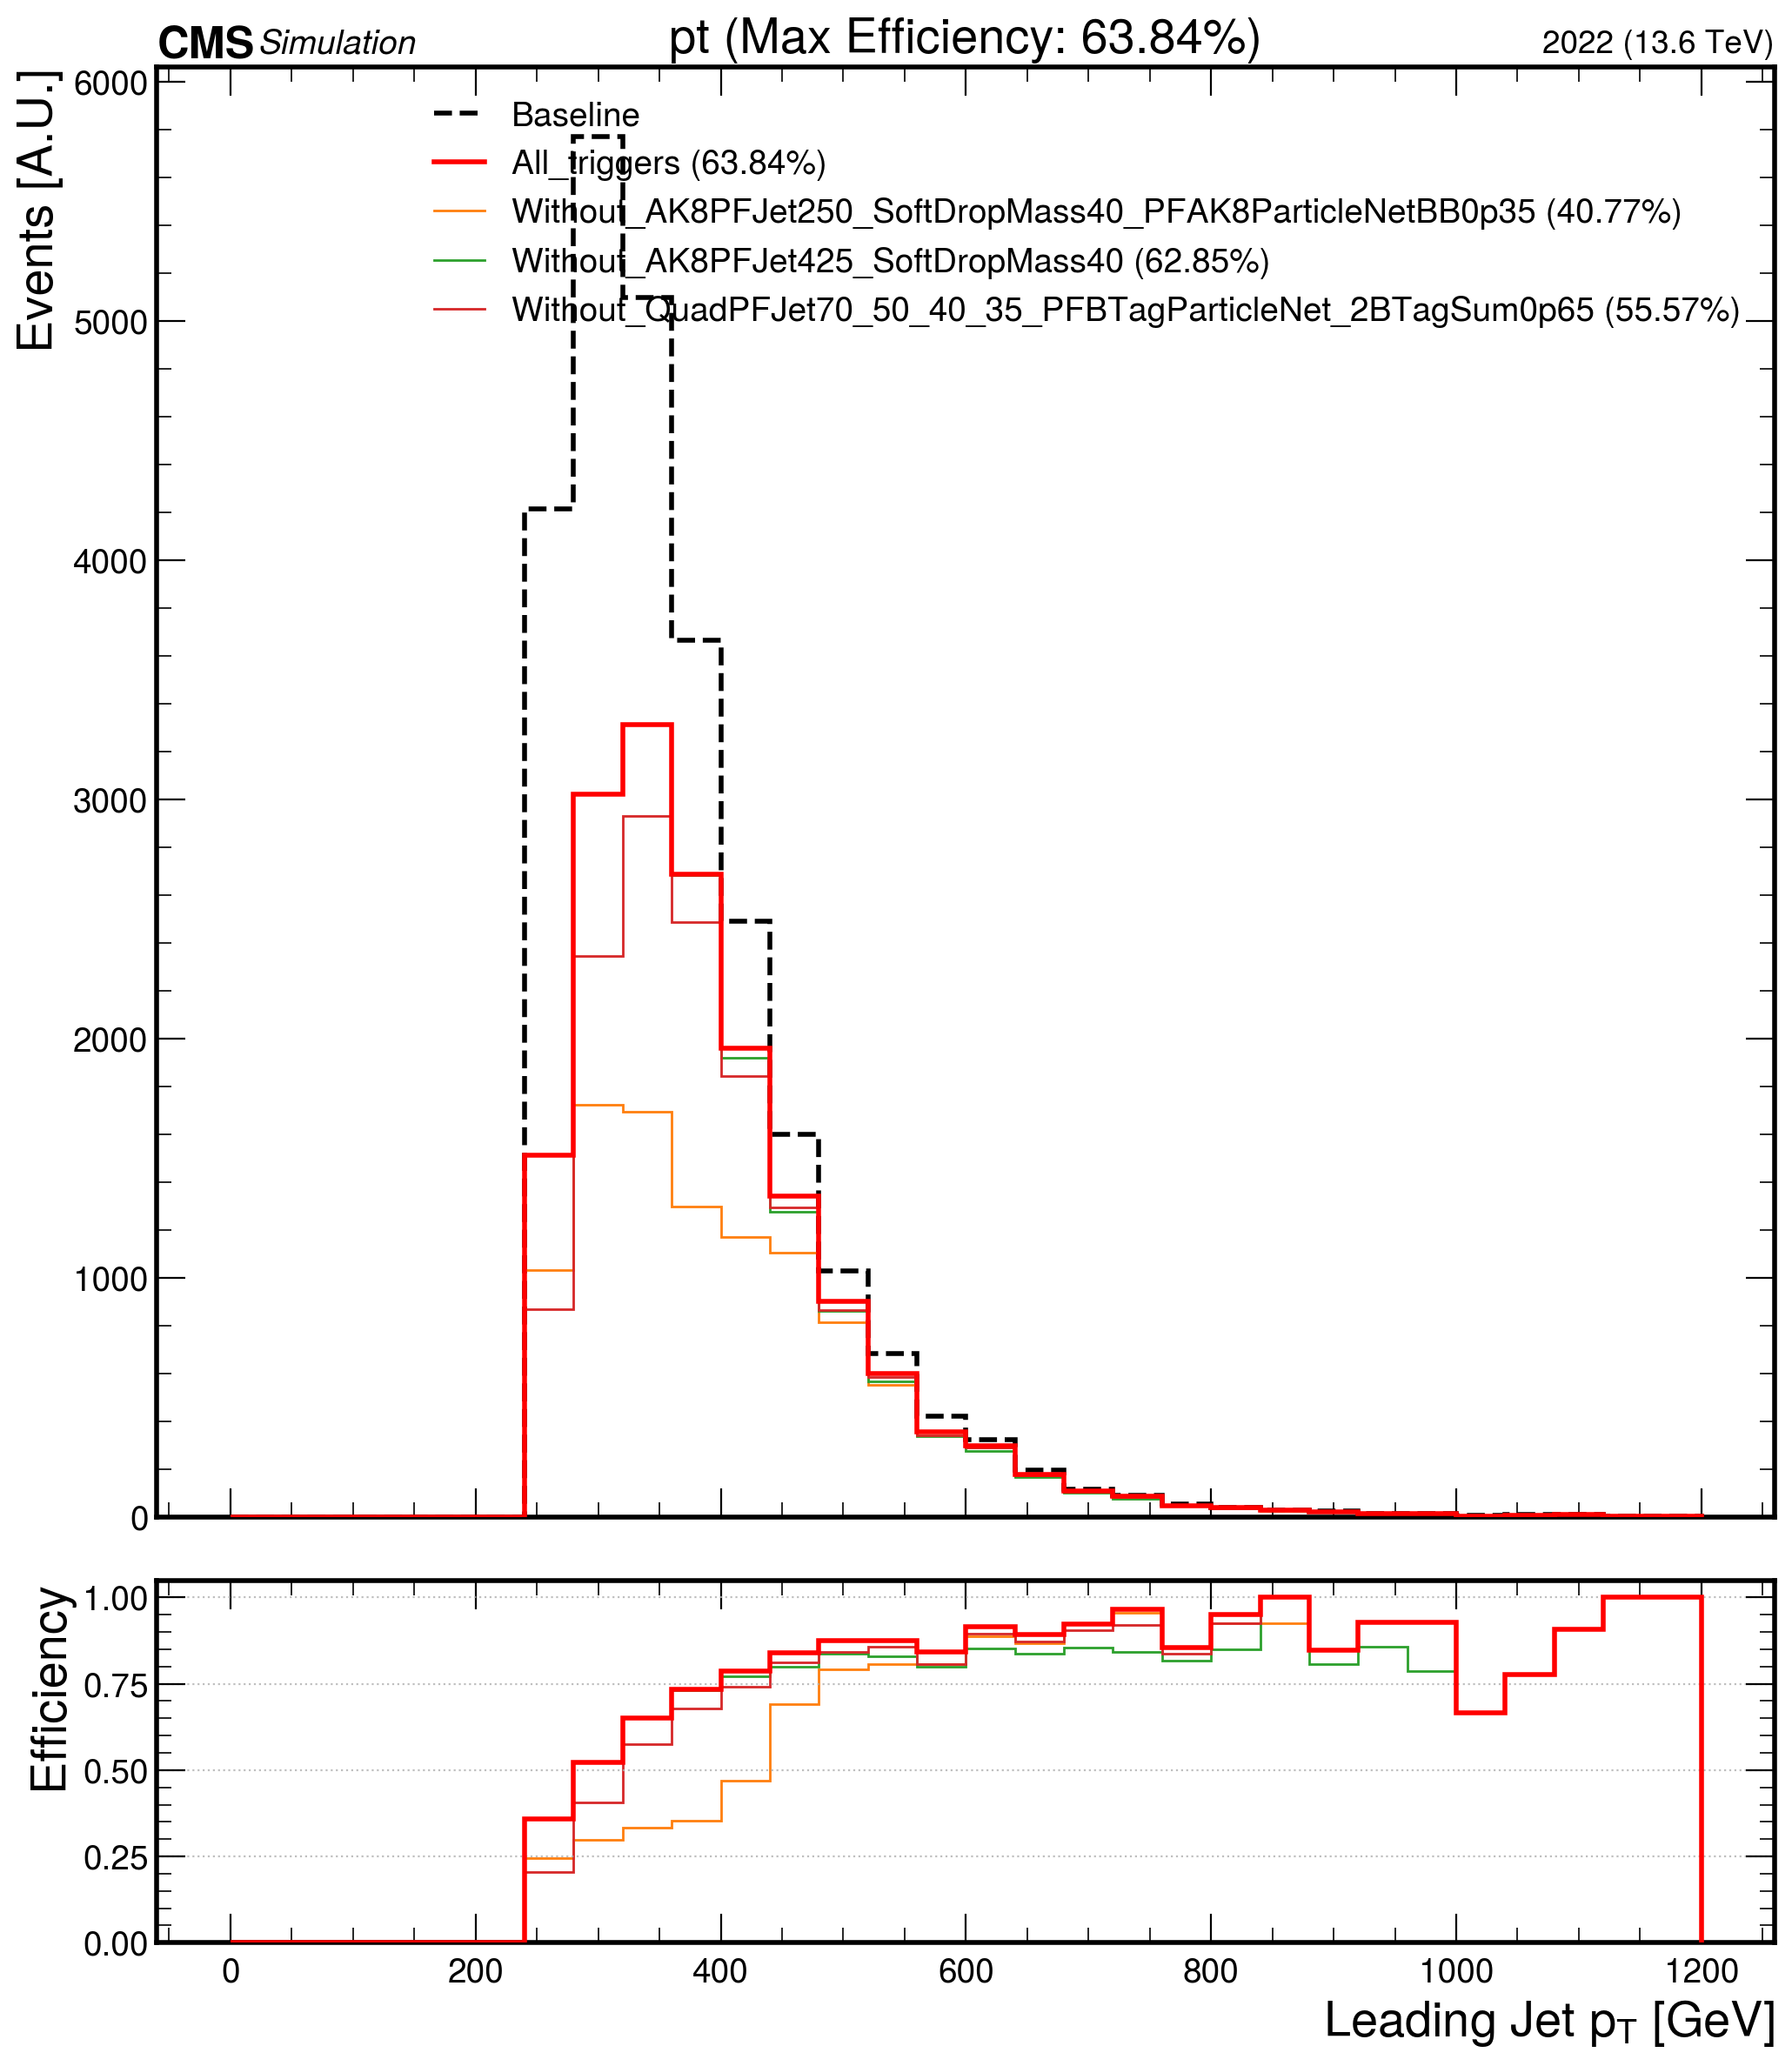 CMS Simulation pt (Max Efficiency: 63.84%) 2022 (13.6 TeV)
Events [A.U.]
6000
5000
4000
3000
2000
1000
0
Baseline
All_triggers (63.84%)
Without_AK8PFJet250_SoftDropMass40_PFAK8ParticleNetBB0p35 (40.77%)
Without_AK8PFJet425_SoftDropMass40 (62.85%)
Without_QuadPFJet70_50_40_35_PFBTagParticleNet_2BTagSum0p65 (55.57%)
Efficiency
1.00
0.75
0.50
0.25
0.00
0 200 400 600 800 1000 1200
Leading Jet pT [GeV]